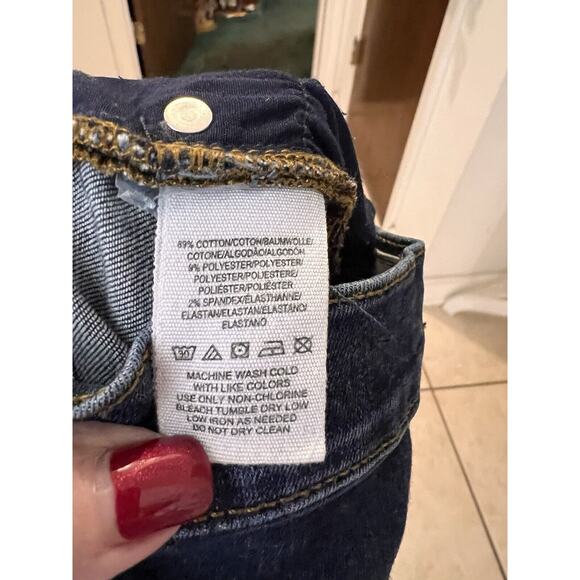 89% COTTON/COTON/BAUMWOLLE/
COTONE/ALGODÃO/ALGODÓN
9% POLYESTER/POLYESTER/
POLYESTER/POLIESTERE/
POLIÉSTER/POLIÉSTER
2% SPANDEX/ÉLASTHANNE/
ELASTAN/ELASTAN/ELASTANO/
ELASTANO
30
MACHINE WASH COLD
WITH LIKE COLORS
USE ONLY NON-CHLORINE
BLEACH TUMBLE DRY LOW
LOW IRON AS NEEDED
DO NOT DRY CLEAN